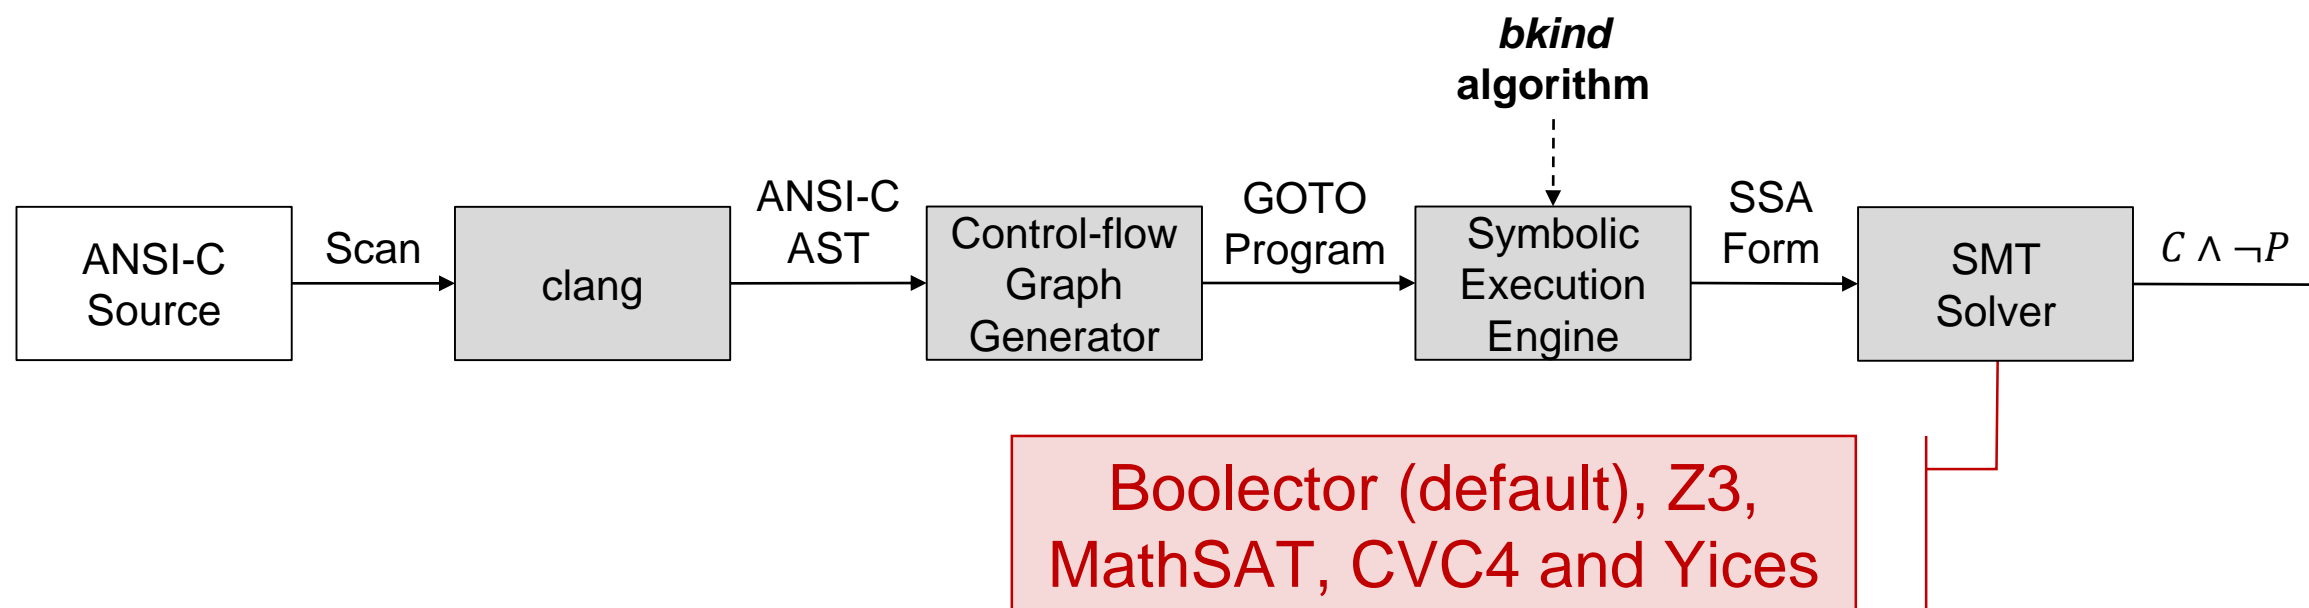 bkind
algorithm
ANSI-C
Source
Scan
clang
ANSI-C
AST
Control-flow
Graph
Generator
GOTO
Program
Symbolic
Execution
Engine
SSA
Form
SMT
Solver
C ∧ ¬P
Boolector (default), Z3,
MathSAT, CVC4 and Yices